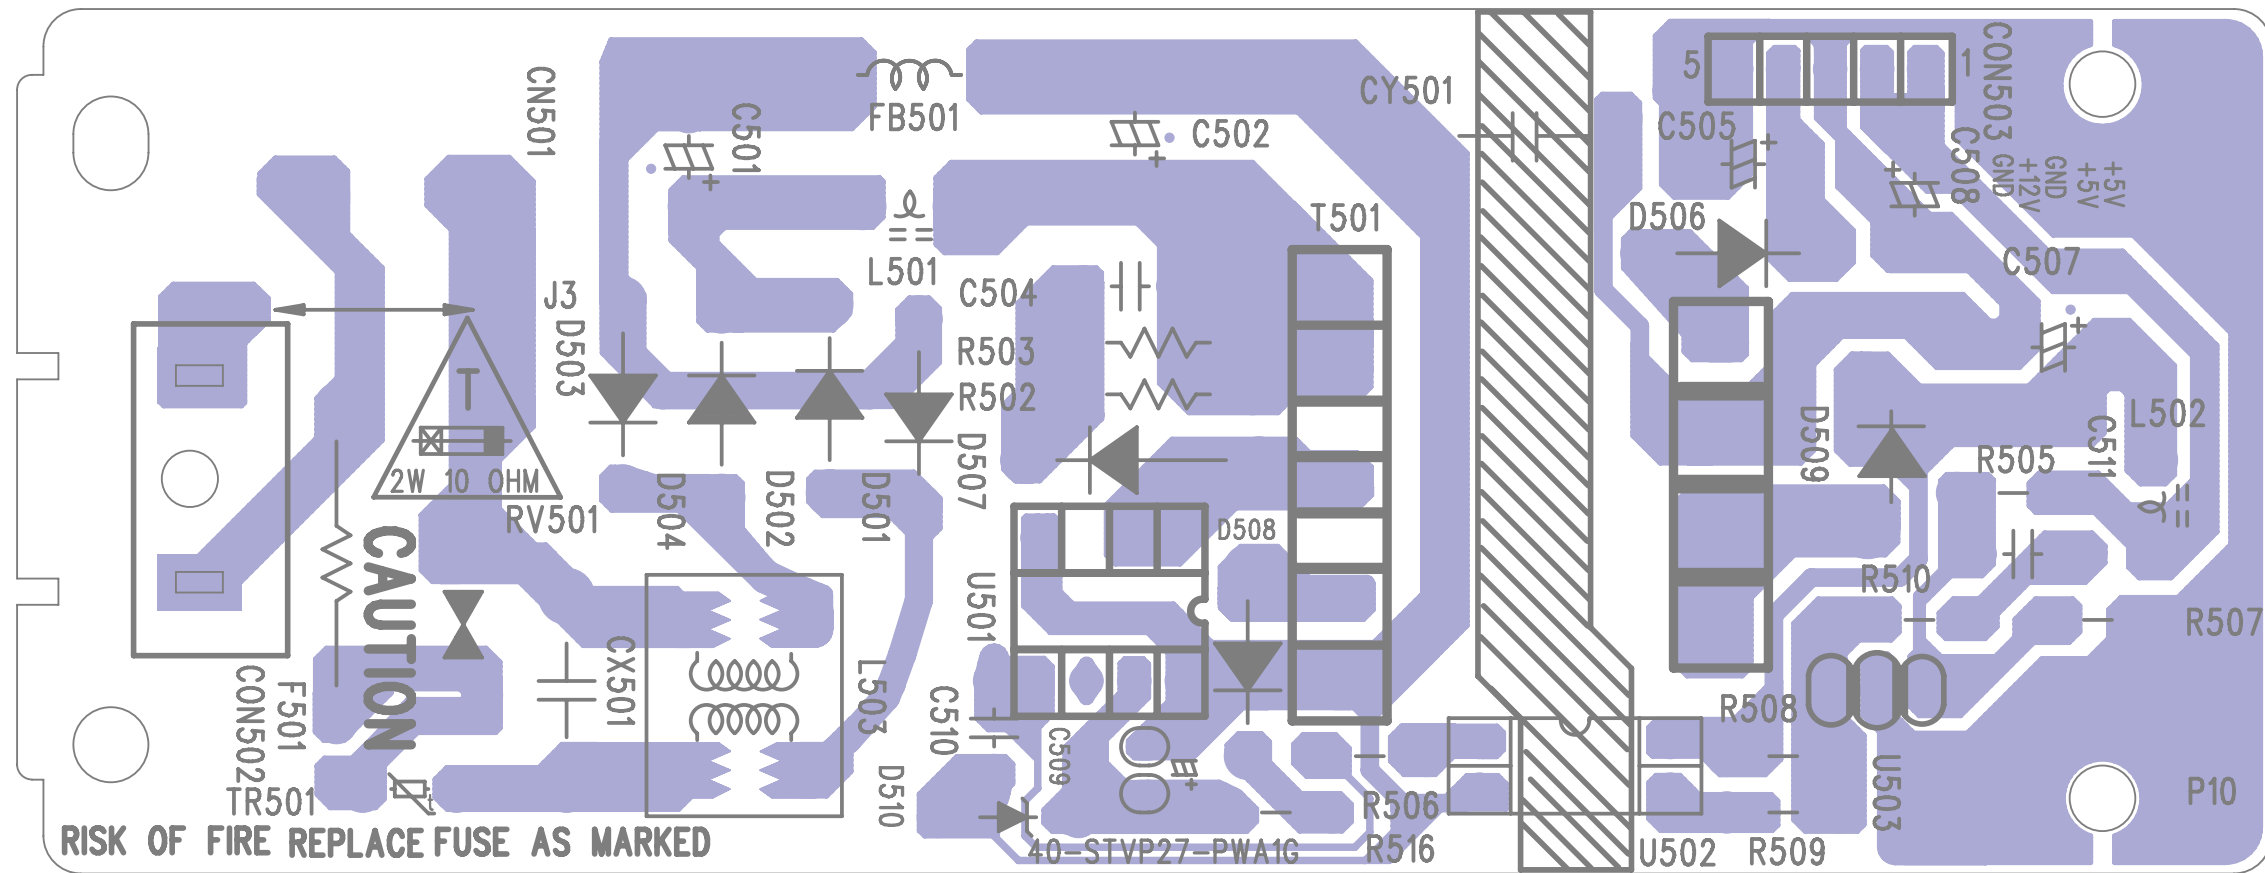 CN501
C501
FB501
C502
CY501
5
1
CON503
C505
C508
GND
+12V
GND
+5V
+5V
T501
D506
L501
C507
J3
C504
D503
R503
R502
T
2W 10 OHM
RV501
D504
D502
D501
D507
D508
D509
L502
C511
R505
R510
R507
CAUTION
U501
CX501
L503
F501
CON502
C510
C509
R508
TR501
t
D510
R506
U503
P10
RISK OF FIRE REPLACE FUSE AS MARKED
40-STVP27-PWA1G
R516
U502
R509